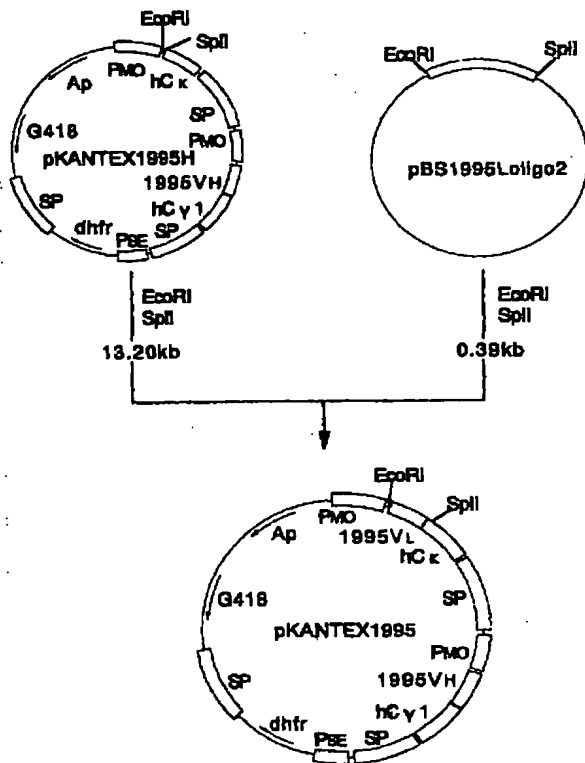 EcoRI
SplI
PMO
hCκ
Ap
SP
G418
PMO
pKANTEX1995H
1995VH
SP
hCγ1
dhfr
PSE
SP
EcoRI
SplI
pBS1995Loligo2
EcoRI
SplI
13.20kb
EcoRI
SplI
0.39kb
EcoRI
SplI
PMO
1995VL
Ap
hCκ
G418
SP
pKANTEX1995
PMO
1995VH
SP
hCγ1
dhfr
PSE
SP